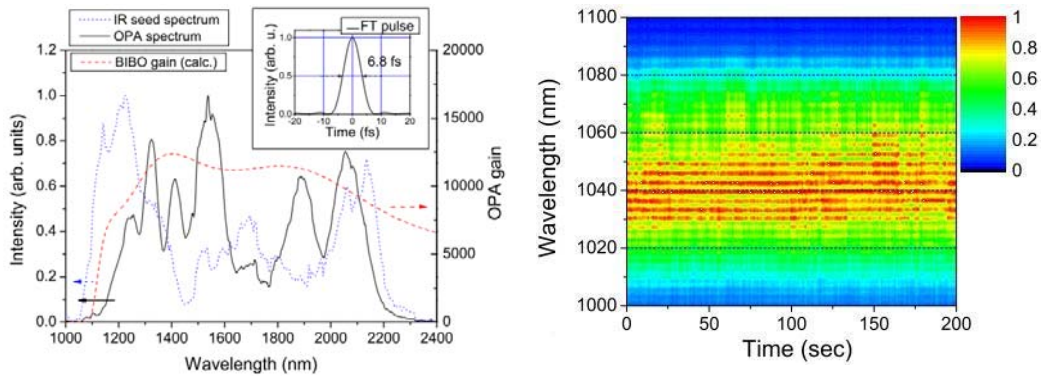 IR seed spectrum
OPA spectrum
BIBO gain (calc.)
FT pulse
6.8 fs
Intensity (arb. u.)
1.0
0.5
0.0
-20 -10 0 10 20
Time (fs)
Intensity (arb. units)
1.2
1.0
0.8
0.6
0.4
0.2
0.0
20000
15000
10000
5000
0
OPA gain
1000 1200 1400 1600 1800 2000 2200 2400
Wavelength (nm)
Wavelength (nm)
1100
1080
1060
1040
1020
1000
0 50 100 150 200
Time (sec)
1
0.8
0.6
0.4
0.2
0